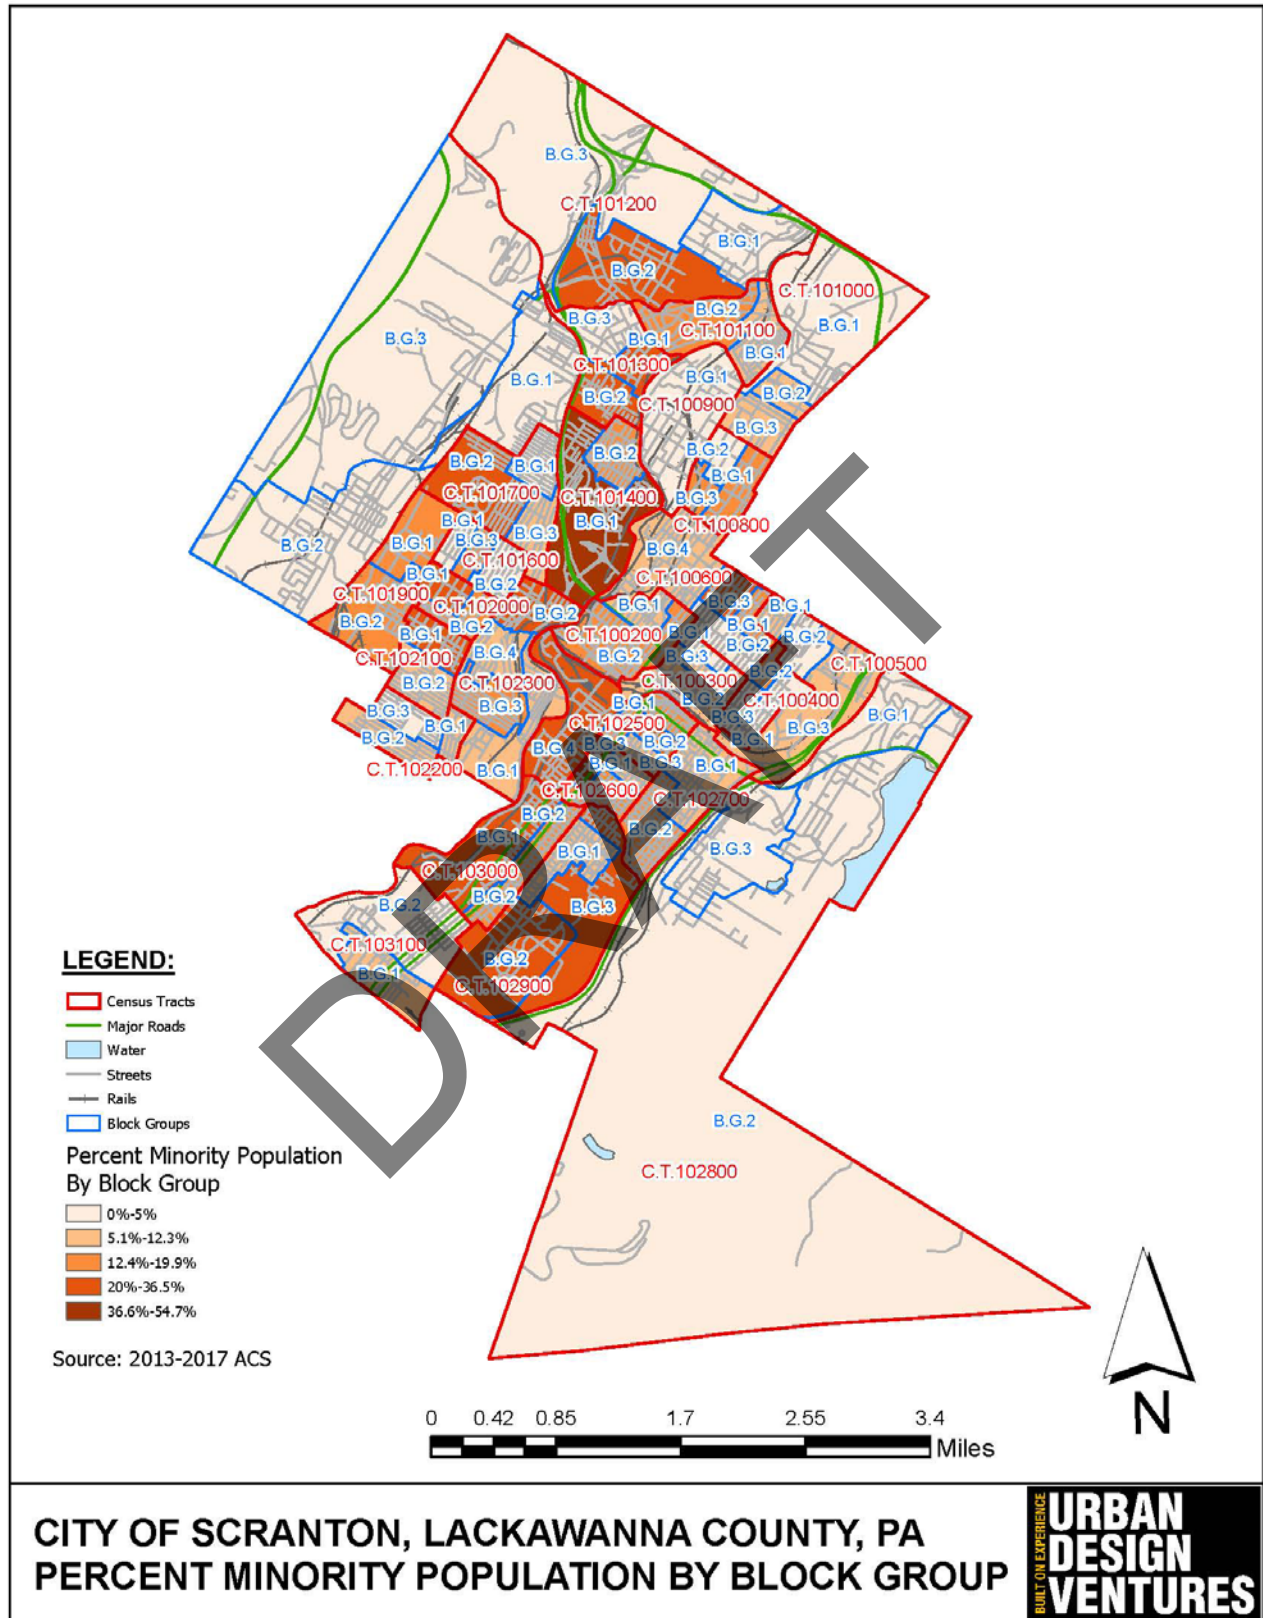 B.G.3
C.T.101200
B.G.1
B.G.2
C.T.101000
B.G.3
B.G.2
C.T.101100
B.G.1
B.G.3
B.G.1
B.G.1
C.T.101300
B.G.1
B.G.1
B.G.2
B.G.2
C.T.100900
B.G.3
B.G.2
B.G.2
B.G.2
B.G.1
B.G.1
C.T.101700
C.T.101400
B.G.3
B.G.1
B.G.1
C.T.100800
B.G.3
B.G.3
B.G.2
B.G.1
B.G.4
C.T.101600
B.G.1
C.T.100600
B.G.2
C.T.101900
B.G.3
B.G.1
C.T.102000
B.G.2
B.G.1
B.G.2
B.G.2
B.G.1
B.G.1
C.T.100200
B.G.1
B.G.2
B.G.2
C.T.102100
B.G.4
B.G.2
B.G.3
C.T.100500
B.G.2
B.G.2
C.T.102300
C.T.100300
B.G.3
B.G.3
B.G.1
B.G.2
C.T.100400
B.G.1
B.G.1
C.T.102500
B.G.3
B.G.3
B.G.2
B.G.4
B.G.3
B.G.2
B.G.1
C.T.102200
B.G.1
B.G.1
B.G.3
B.G.1
C.T.102600
C.T.102700
B.G.2
B.G.1
B.G.2
B.G.1
B.G.3
C.T.103000
B.G.2
B.G.2
B.G.3
C.T.103100
B.G.1
B.G.2
C.T.102900
B.G.2
C.T.102800
DRAFT
LEGEND:
Census Tracts
Major Roads
Water
Streets
Rails
Block Groups
Percent Minority Population
By Block Group
0%-5%
5.1%-12.3%
12.4%-19.9%
20%-36.5%
36.6%-54.7%
Source: 2013-2017 ACS
0 0.42 0.85 1.7 2.55 3.4
Miles
N
CITY OF SCRANTON, LACKAWANNA COUNTY, PA
PERCENT MINORITY POPULATION BY BLOCK GROUP
BUILT ON EXPERIENCE
URBAN
DESIGN
VENTURES